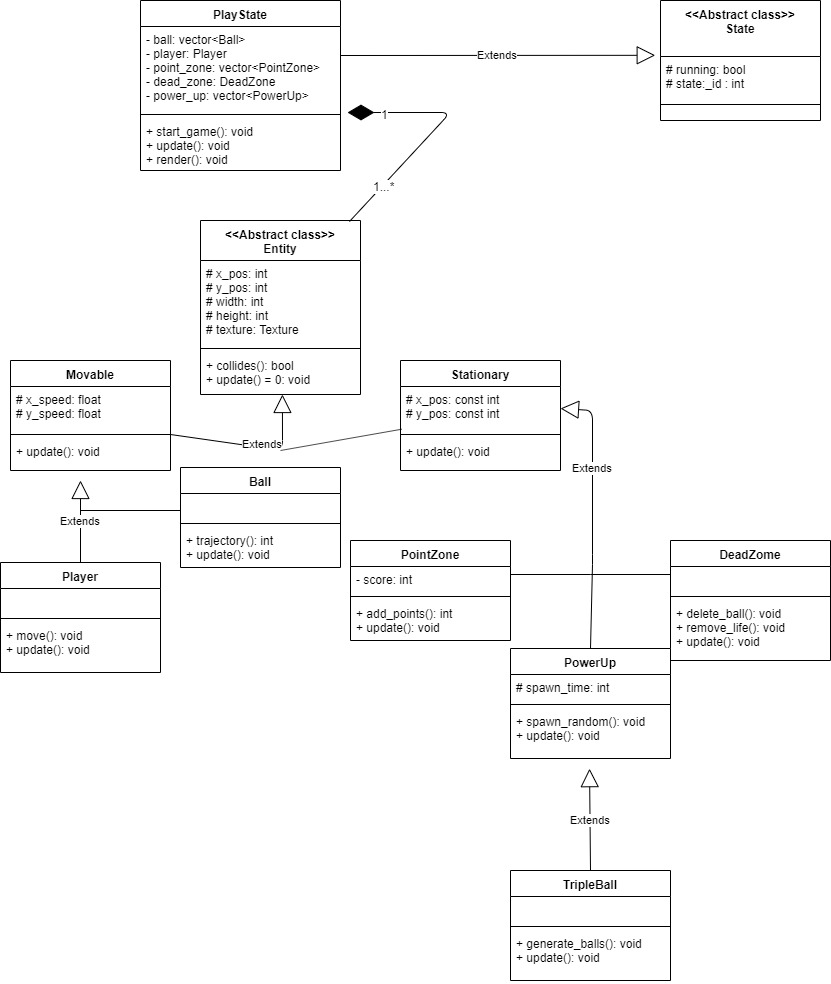 PlayState
- ball: vector<Ball>
- player: Player
- point_zone: vector<PointZone>
- dead_zone: DeadZone
- power_up: vector<PowerUp>
+ start_game(): void
+ update(): void
+ render(): void
Extends
<<Abstract class>>
State
# running: bool
# state:_id : int
1
1...*
<<Abstract class>>
Entity
# x_pos: int
# y_pos: int
# width: int
# height: int
# texture: Texture
+ collides(): bool
+ update() = 0: void
Movable
# x_speed: float
# y_speed: float
+ update(): void
Extends
Stationary
# x_pos: const int
# y_pos: const int
+ update(): void
Extends
Ball
+ trajectory(): int
+ update(): void
Extends
Player
+ move(): void
+ update(): void
PointZone
- score: int
+ add_points(): int
+ update(): void
DeadZome
+ delete_ball(): void
+ remove_life(): void
+ update(): void
PowerUp
# spawn_time: int
+ spawn_random(): void
+ update(): void
Extends
TripleBall
+ generate_balls(): void
+ update(): void